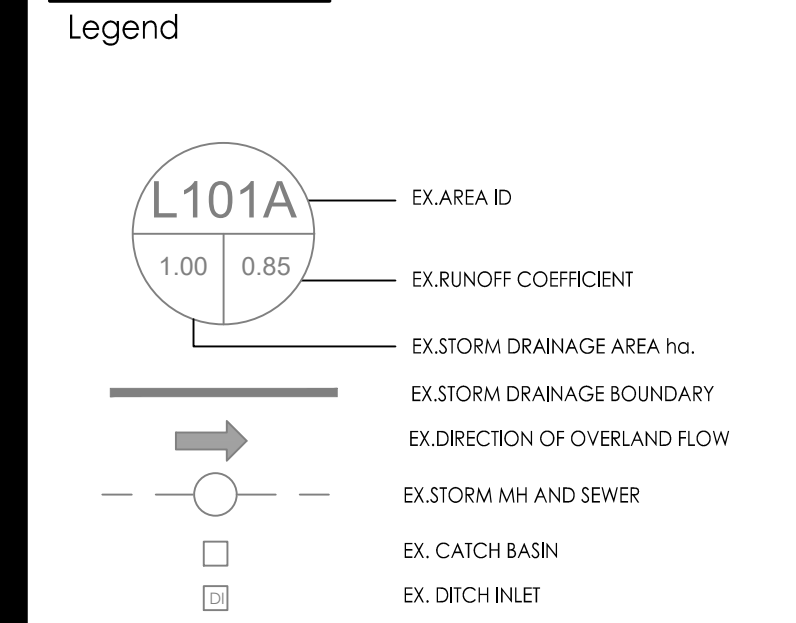 Legend
L101A
EX.AREA ID
1.00 0.85
EX.RUNOFF COEFFICIENT
EX.STORM DRAINAGE AREA ha.
EX.STORM DRAINAGE BOUNDARY
EX.DIRECTION OF OVERLAND FLOW
EX.STORM MH AND SEWER
EX. CATCH BASIN
DI
EX. DITCH INLET